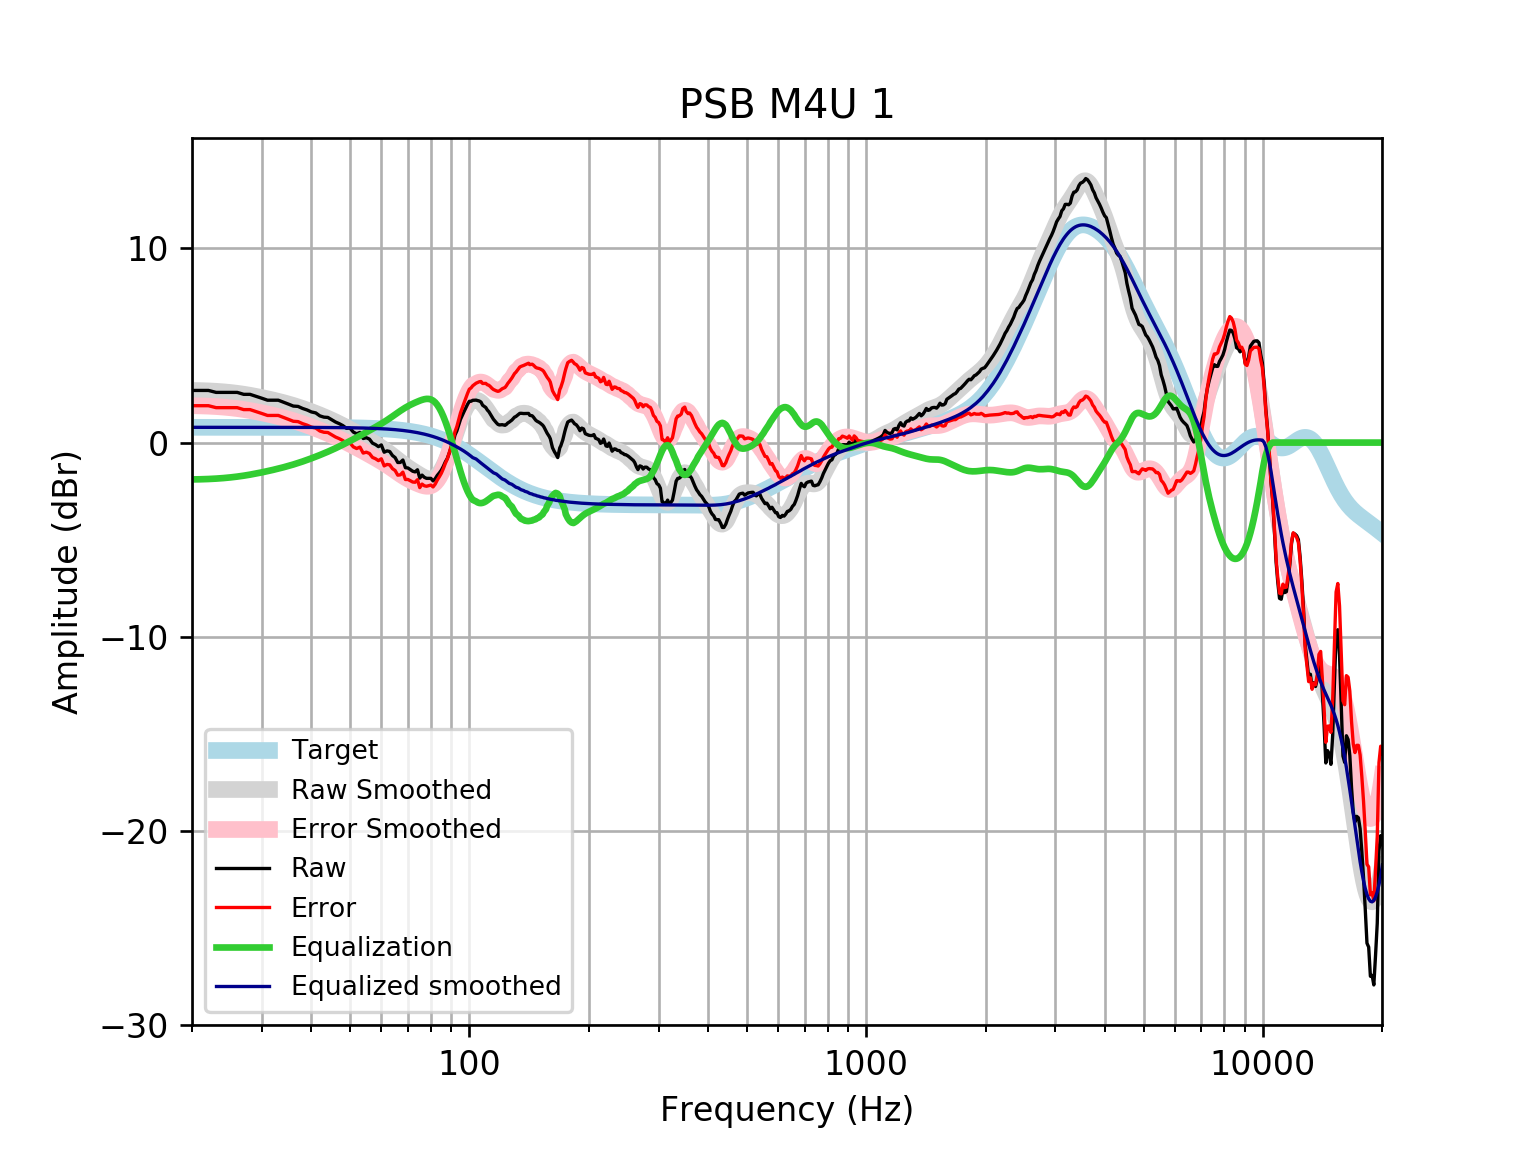 PSB M4U 1
Amplitude (dBr)
10
0
−10
−20
−30
Target
Raw Smoothed
Error Smoothed
Raw
Error
Equalization
Equalized smoothed
100
1000
10000
Frequency (Hz)